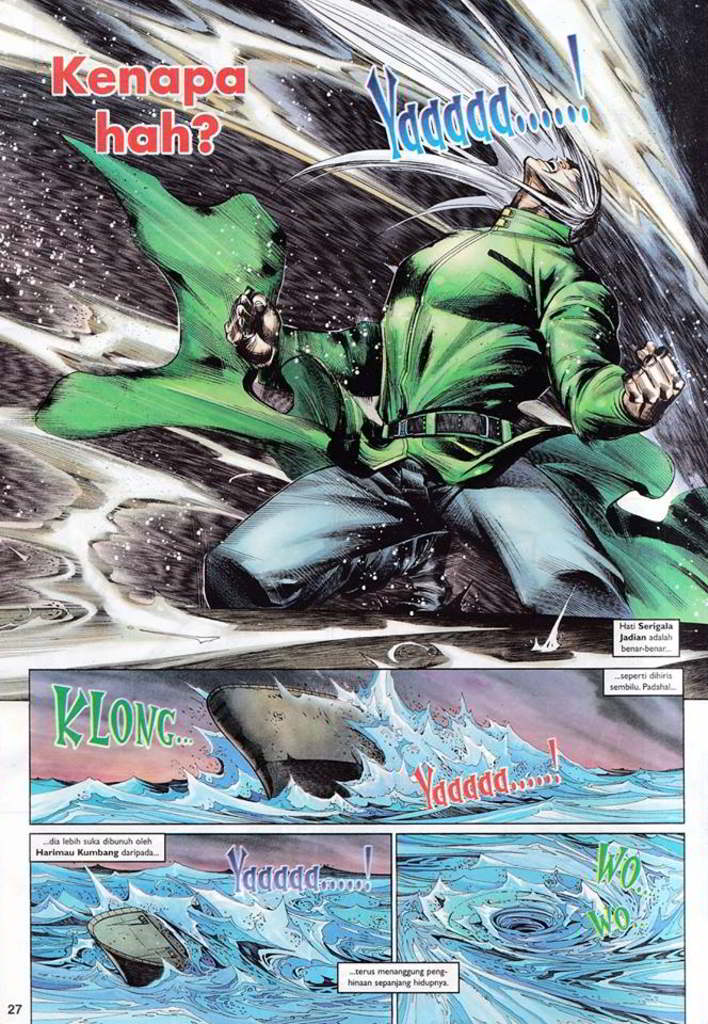 Kenapa
hah?
Yaaaaa......!
Hati Serigala
Jadian adalah
benar-benar...
...seperti dihiris
sembilu. Padahal...
KLONG...
Yaaaaa......!
...dia lebih suka dibunuh oleh
Harimau Kumbang daripada...
Yaaaaa......!
WO...
WO...
...terus menanggung peng-
hinaan sepanjang hidupnya.
27